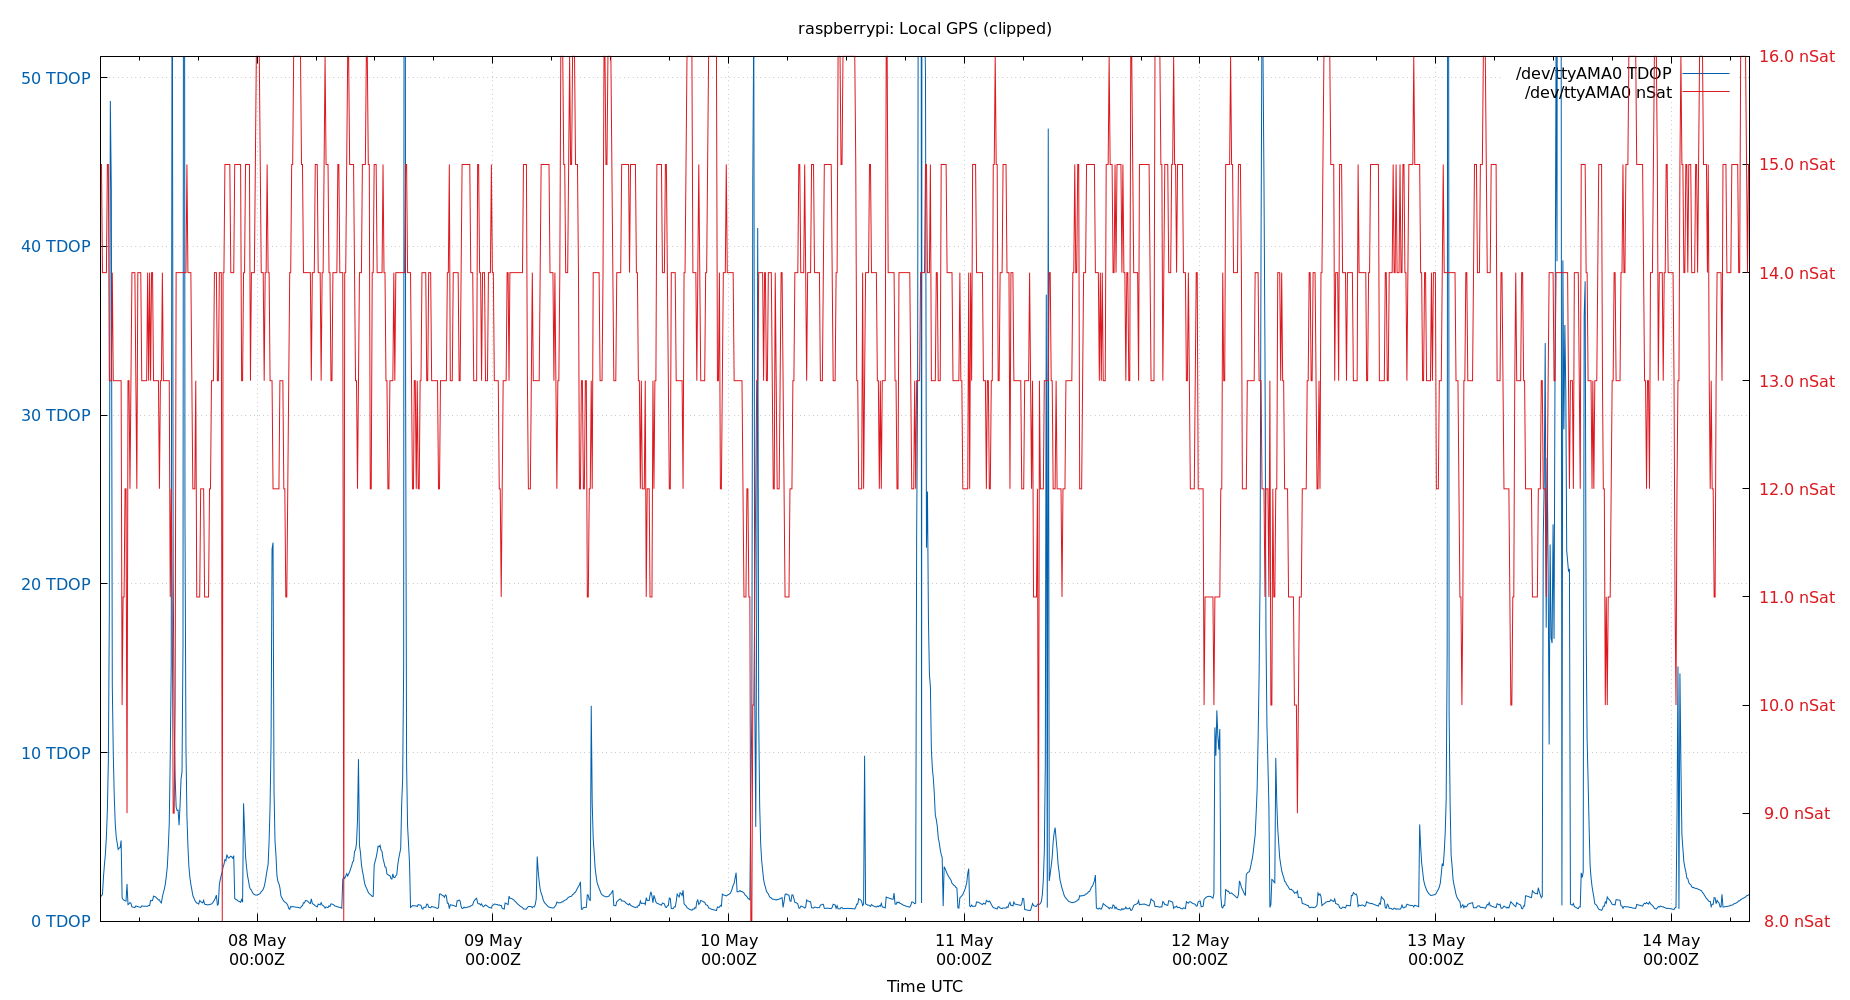 raspberrypi: Local GPS (clipped)
50 TDOP
40 TDOP
30 TDOP
20 TDOP
10 TDOP
0 TDOP
/dev/ttyAMA0 TDOP
/dev/ttyAMA0 nSat
16.0 nSat
15.0 nSat
14.0 nSat
13.0 nSat
12.0 nSat
11.0 nSat
10.0 nSat
9.0 nSat
8.0 nSat
08 May
00:00Z
09 May
00:00Z
10 May
00:00Z
11 May
00:00Z
12 May
00:00Z
13 May
00:00Z
14 May
00:00Z
Time UTC